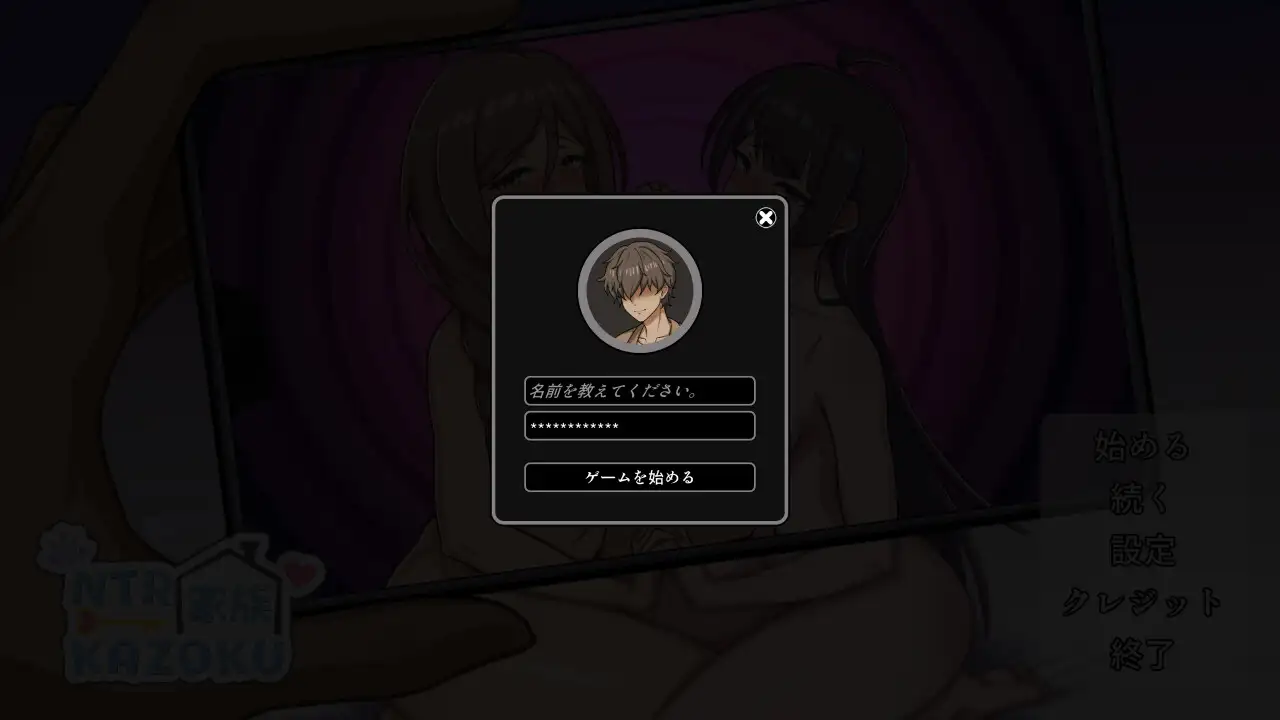 名前を教えてください。
************
ゲームを始める
始める
続く
設定
クレジット
終了
NTR 家族
KAZOKU